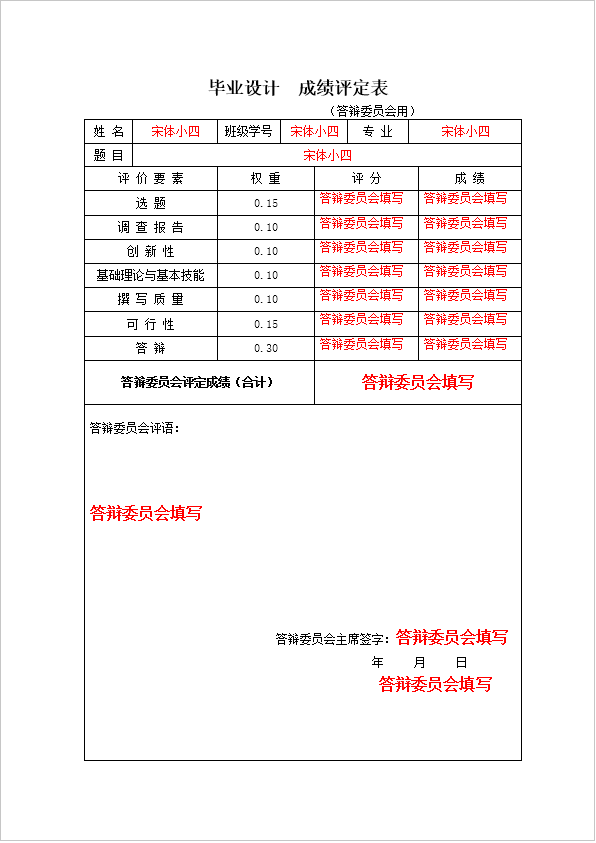 毕业设计 成绩评定表
（答辩委员会用）
姓 名 宋体小四 班级学号 宋体小四 专 业 宋体小四
题 目 宋体小四
评 价 要 素 权 重 评 分 成 绩
选 题 0.15 答辩委员会填写 答辩委员会填写
调 查 报 告 0.10 答辩委员会填写 答辩委员会填写
创 新 性 0.10 答辩委员会填写 答辩委员会填写
基础理论与基本技能 0.10 答辩委员会填写 答辩委员会填写
撰 写 质 量 0.10 答辩委员会填写 答辩委员会填写
可 行 性 0.15 答辩委员会填写 答辩委员会填写
答 辩 0.30 答辩委员会填写 答辩委员会填写
答辩委员会评定成绩（合计） 答辩委员会填写
答辩委员会评语：
答辩委员会填写
答辩委员会主席签字：答辩委员会填写
年 月 日
答辩委员会填写